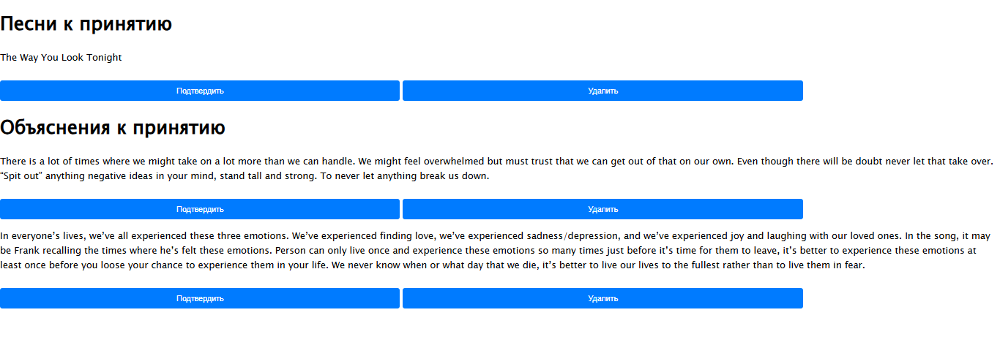 Песни к принятию
The Way You Look Tonight
Подтвердить Удалить
Объяснения к принятию
There is a lot of times where we might take on a lot more than we can handle. We might feel overwhelmed but must trust that we can get out of that on our own. Even though there will be doubt never let that take over.
“Spit out” anything negative ideas in your mind, stand tall and strong. To never let anything break us down.
Подтвердить Удалить
In everyone’s lives, we’ve all experienced these three emotions. We’ve experienced finding love, we’ve experienced sadness/depression, and we’ve experienced joy and laughing with our loved ones. In the song, it may
be Frank recalling the times where he’s felt these emotions. Person can only live once and experience these emotions so many times just before it’s time for them to leave, it’s better to experience these emotions at
least once before you loose your chance to experience them in your life. We never know when or what day that we die, it’s better to live our lives to the fullest rather than to live them in fear.
Подтвердить Удалить